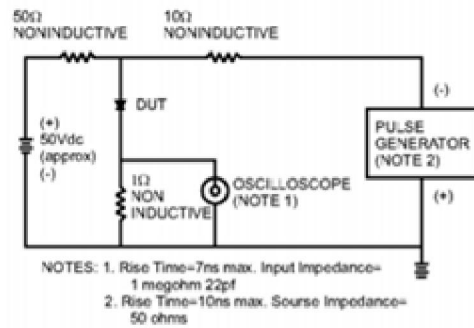 50Ω
NONINDUCTIVE
10Ω
NONINDUCTIVE
(+)
50Vdc
(approx)
(-)
DUT
1Ω
NON
INDUCTIVE
OSCILLOSCOPE
(NOTE 1)
(-)
PULSE
GENERATOR
(NOTE 2)
(+)
NOTES: 1. Rise Time=7ns max. Input Impedance=
1 megohm 22pf
2. Rise Time=10ns max. Sourse Impedance=
50 ohms